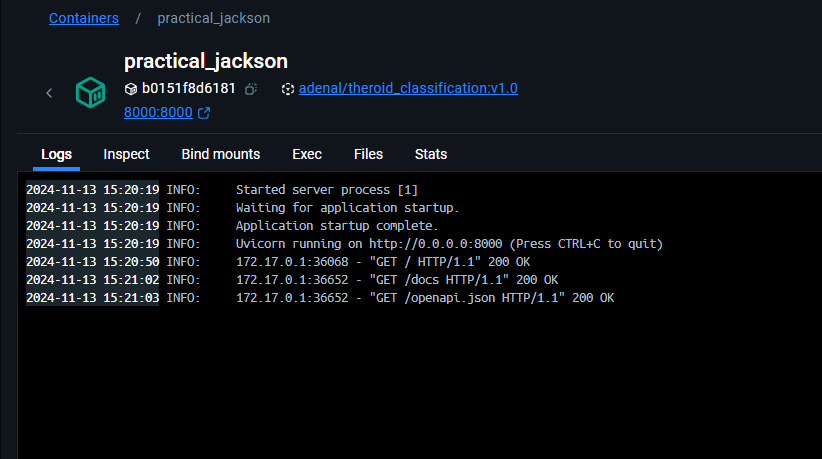 Containers / practical_jackson
practical_jackson
b0151f8d6181 adenal/theroid_classification:v1.0
8000:8000
Logs Inspect Bind mounts Exec Files Stats
2024-11-13 15:20:19 INFO: Started server process [1]
2024-11-13 15:20:19 INFO: Waiting for application startup.
2024-11-13 15:20:19 INFO: Application startup complete.
2024-11-13 15:20:19 INFO: Uvicorn running on http://0.0.0.0:8000 (Press CTRL+C to quit)
2024-11-13 15:20:50 INFO: 172.17.0.1:36068 - "GET / HTTP/1.1" 200 OK
2024-11-13 15:21:02 INFO: 172.17.0.1:36652 - "GET /docs HTTP/1.1" 200 OK
2024-11-13 15:21:03 INFO: 172.17.0.1:36652 - "GET /openapi.json HTTP/1.1" 200 OK